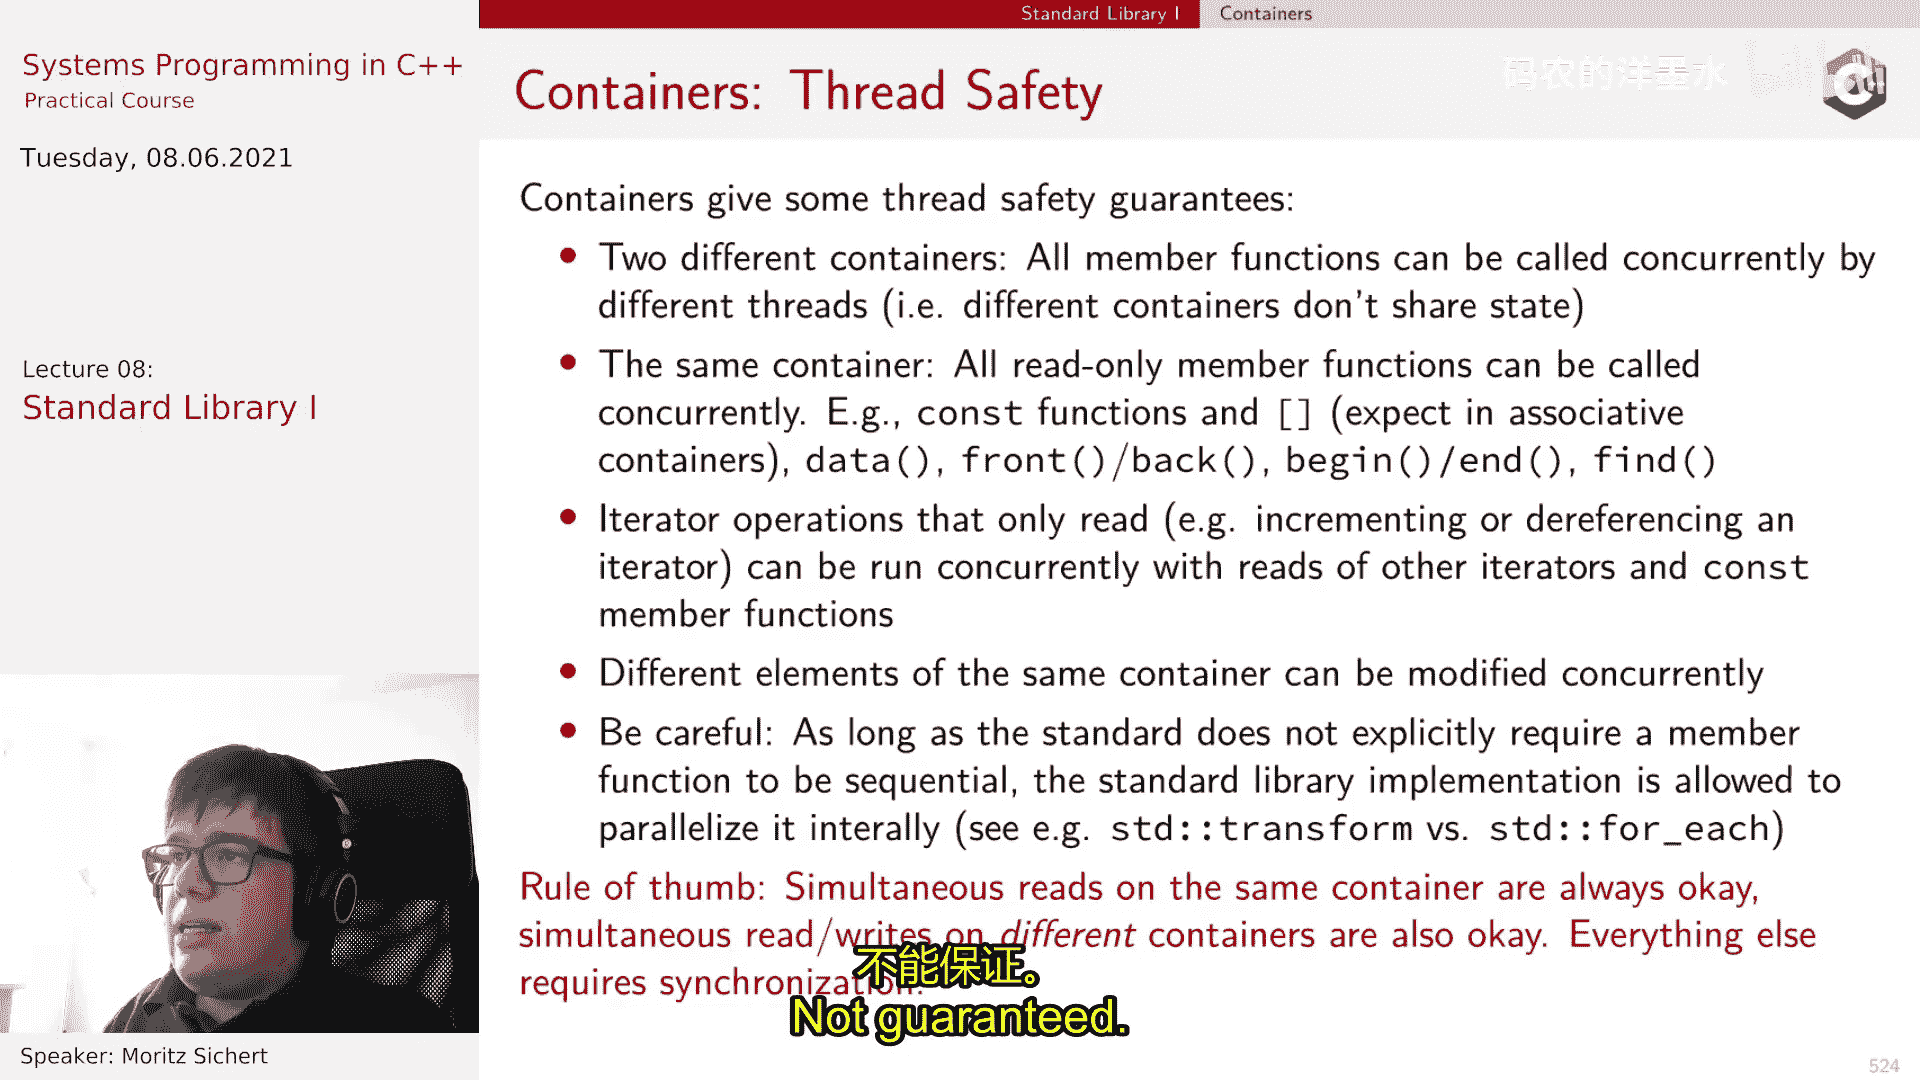 Standard Library I
Containers
Systems Programming in C++
Practical Course
Tuesday, 08.06.2021
Lecture 08:
Standard Library I
Containers: Thread Safety
码农的洋墨水
Containers give some thread safety guarantees:
• Two different containers: All member functions can be called concurrently by
different threads (i.e. different containers don't share state)
• The same container: All read-only member functions can be called
concurrently. E.g., const functions and [] (expect in associative
containers), data(), front()/back(), begin()/end(), find()
• Iterator operations that only read (e.g. incrementing or dereferencing an
iterator) can be run concurrently with reads of other iterators and const
member functions
• Different elements of the same container can be modified concurrently
• Be careful: As long as the standard does not explicitly require a member
function to be sequential, the standard library implementation is allowed to
parallelize it interally (see e.g. std::transform vs. std::for_each)
Rule of thumb: Simultaneous reads on the same container are always okay,
simultaneous read/writes on different containers are also okay. Everything else
requires synchronization.
不能保证。
Not guaranteed.
Speaker: Moritz Sichert
524